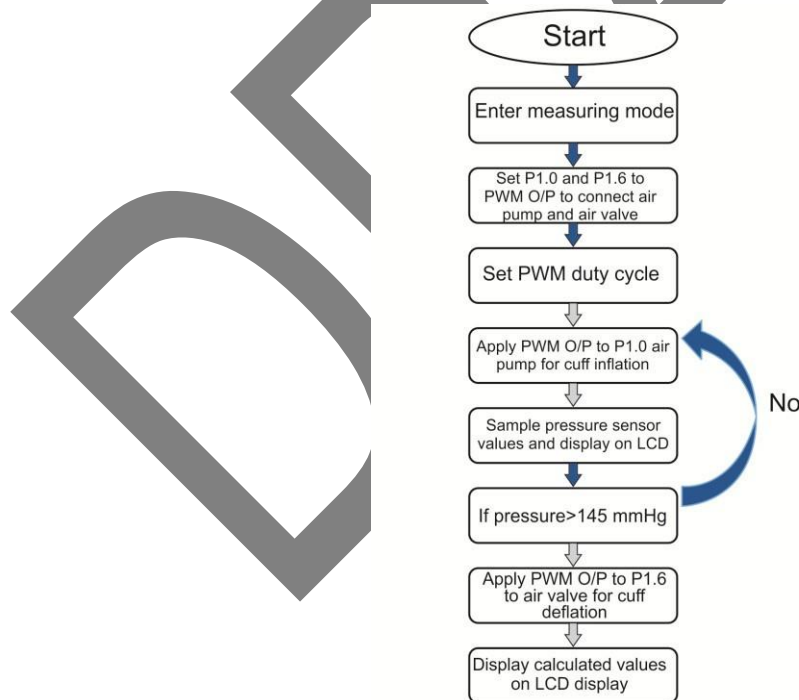 Start
Enter measuring mode
Set P1.0 and P1.6 to
PWM O/P to connect air
pump and air valve
Set PWM duty cycle
Apply PWM O/P to P1.0 air
pump for cuff inflation
No
Sample pressure sensor
values and display on LCD
If pressure>145 mmHg
Apply PWM O/P to P1.6
to air valve for cuff
deflation
Display calculated values
on LCD display